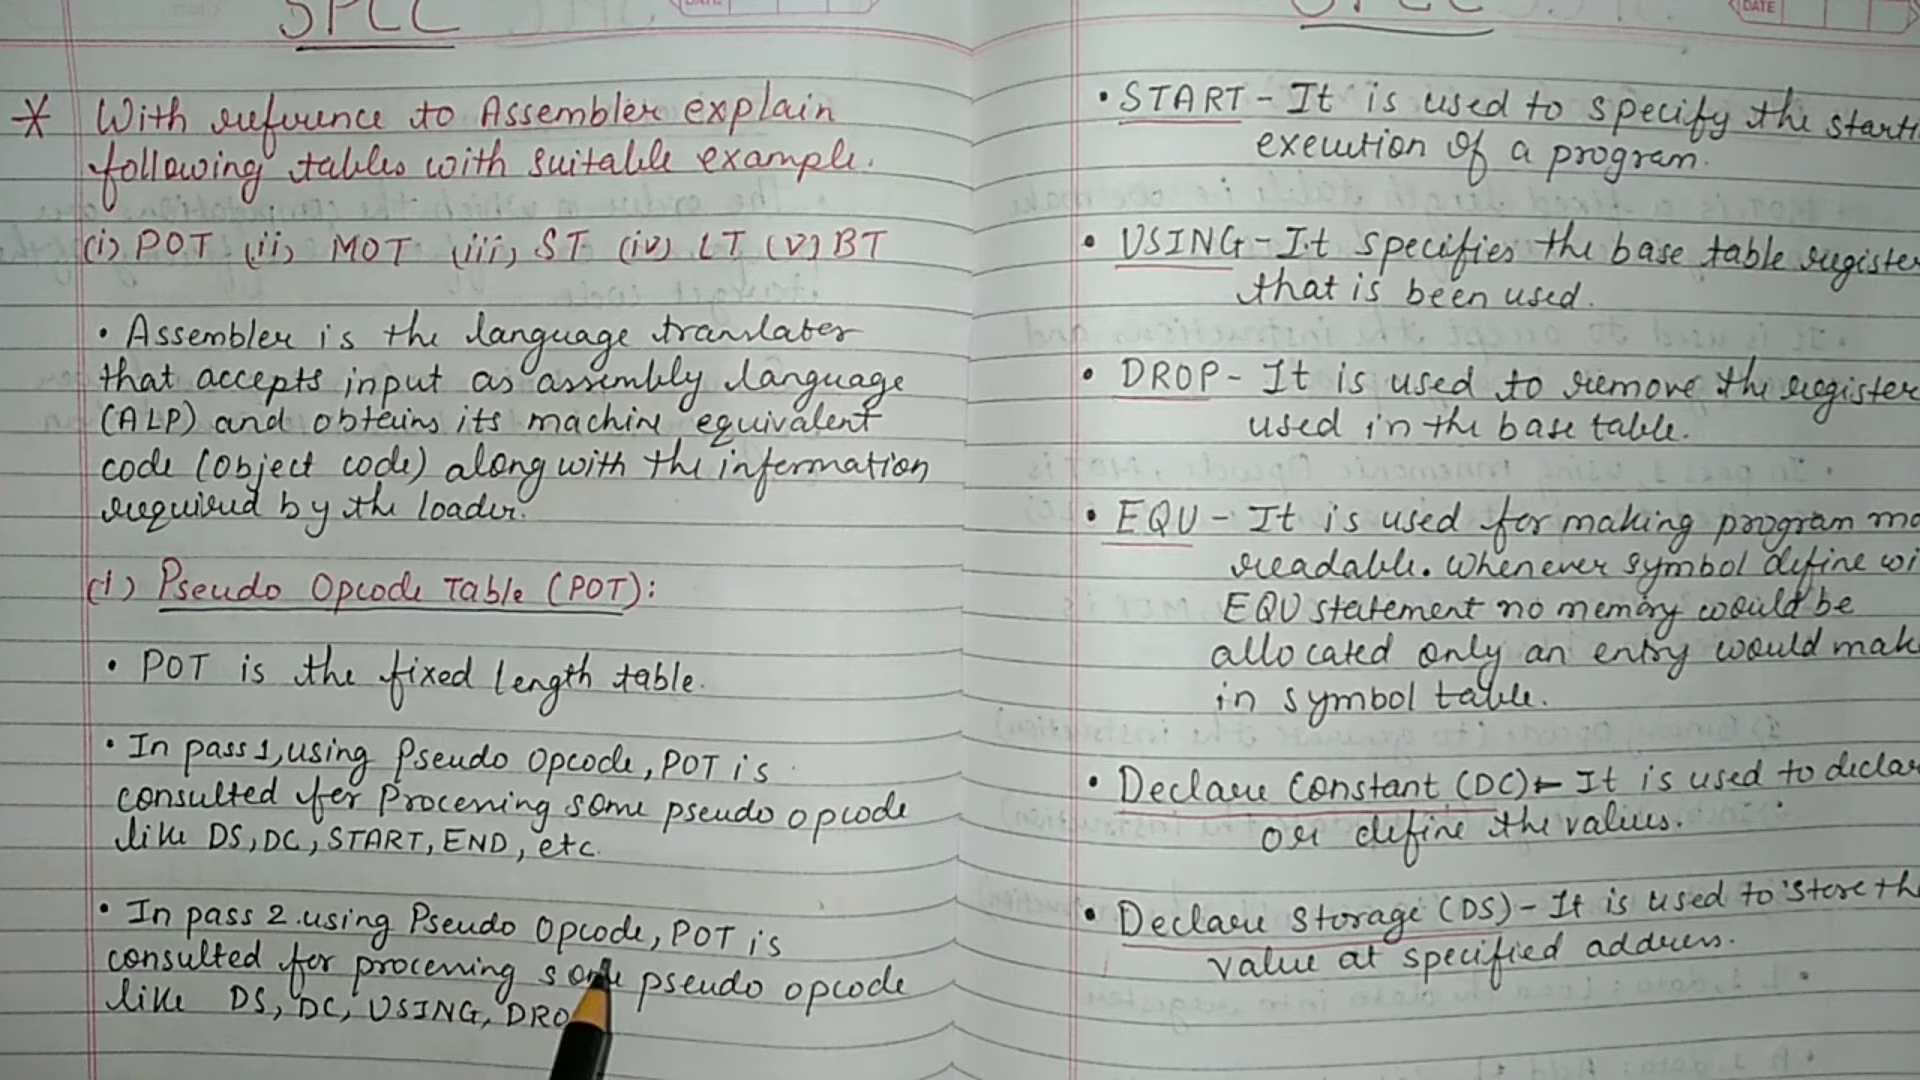 SPCC
* With reference to Assembler explain
following tables with suitable example.
(i) POT (ii) MOT (iii) ST (iv) LT (v) BT
• Assembler is the language translater
that accepts input as assembly language
(ALP) and obtains its machine equivalent
code (object code) along with the information
required by the loader.
(1) Pseudo Opcode Table (POT):
• POT is the fixed length table.
• In pass 1, using Pseudo Opcode, POT is
consulted for Processing some pseudo opcode
like DS, DC, START, END, etc.
• In pass 2 using Pseudo Opcode, POT is
consulted for processing some pseudo opcode
like DS, DC, USING, DRO
SPCC
DATE
• START - It is used to specify the starti
execution of a program.
• USING - It specifies the base table registe
that is been used.
• DROP - It is used to remove the register
used in the base table.
• EQU - It is used for making program mo
readable. Whenever symbol define wi
EQU statement no memory would be
allocated only an entry would mak
in symbol table.
• Declare Constant (DC) - It is used to declar
or define the values.
• Declare Storage (DS) - It is used to store th
value at specified address.